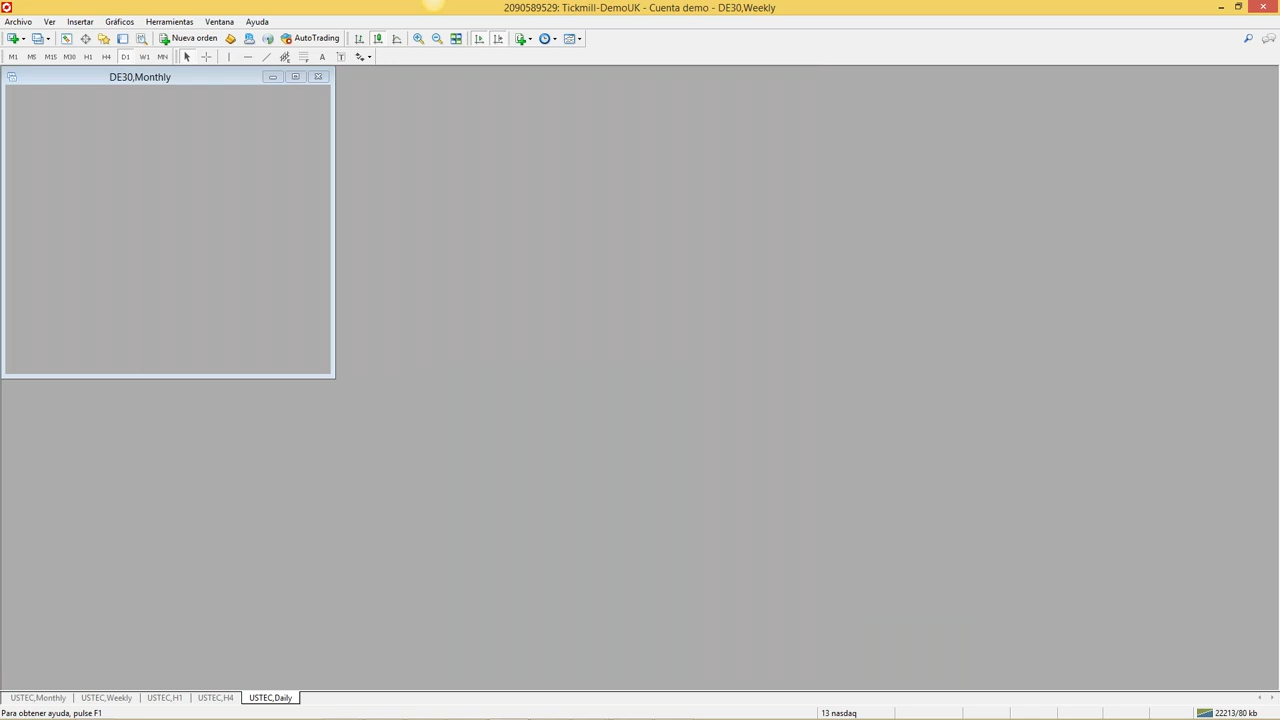 2090589529: Tickmill-DemoUK - Cuenta demo - DE30,Weekly
Archivo Ver Insertar Gráficos Herramientas Ventana Ayuda
Nueva orden AutoTrading
M1 M5 M15 M30 H1 H4 D1 W1 MN A T
DE30,Monthly
USTEC,Monthly USTEC,Weekly USTEC,H1 USTEC,H4 USTEC,Daily
Para obtener ayuda, pulse F1 13 nasdaq 22213/80 kb